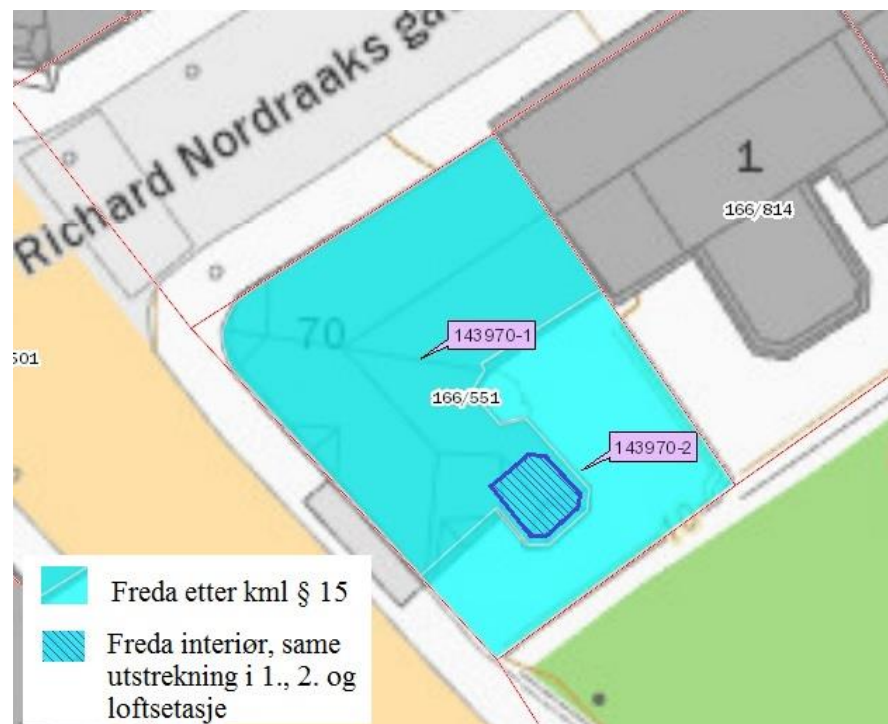 Richard Nordraaks ga
1
166/814
70
143970-1
501
166/551
143970-2
10
Freda etter kml § 15
Freda interiør, same
utstrekning i 1., 2. og
loftsetasje